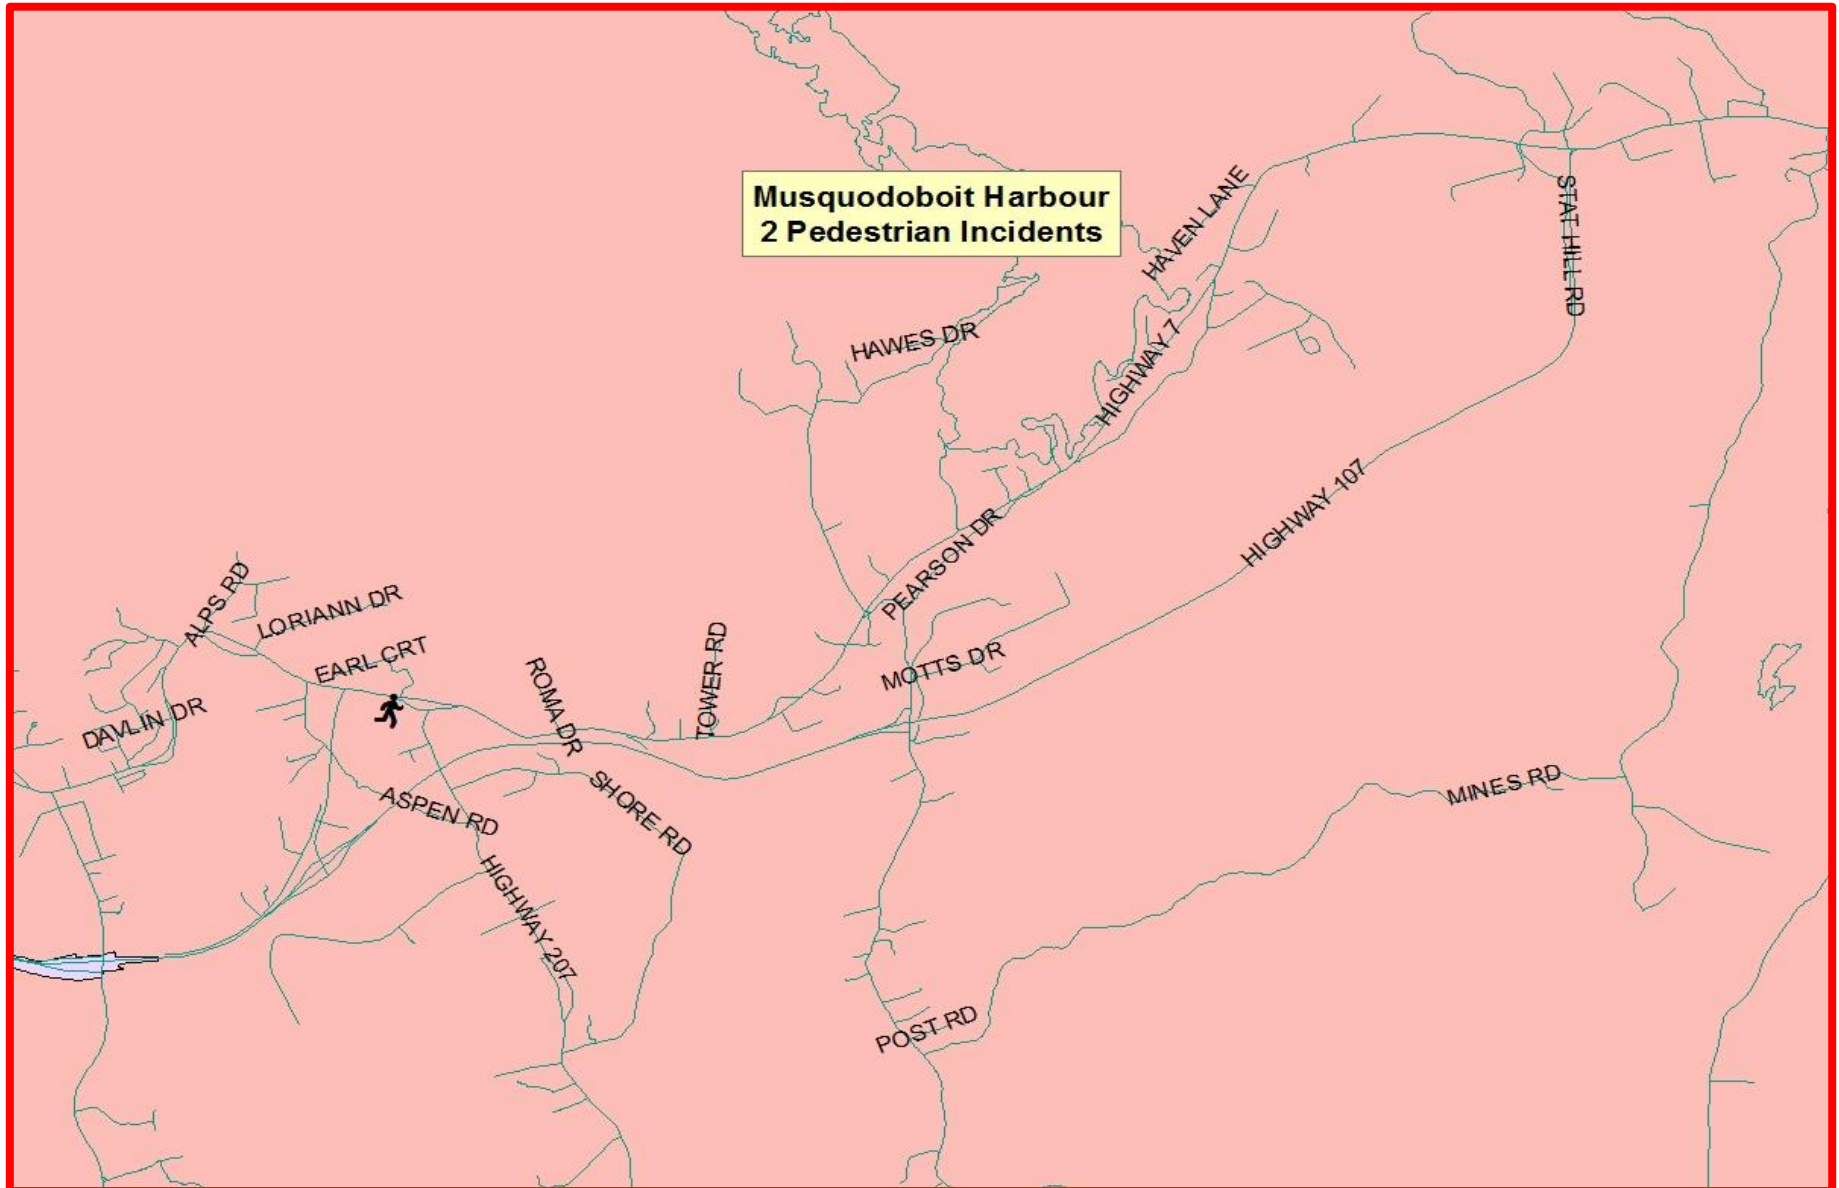 Musquodoboit Harbour
2 Pedestrian Incidents
HAVEN LANE
STAT HILL RD
HAWES DR
HIGHWAY 7
HIGHWAY 107
PEARSON DR
ALPS RD
LORIANN DR
EARL CRT
ROMA DR
TOWER RD
MOTTS DR
DAVLIN DR
ASPEN RD
SHORE RD
MINES RD
HIGHWAY 207
POST RD